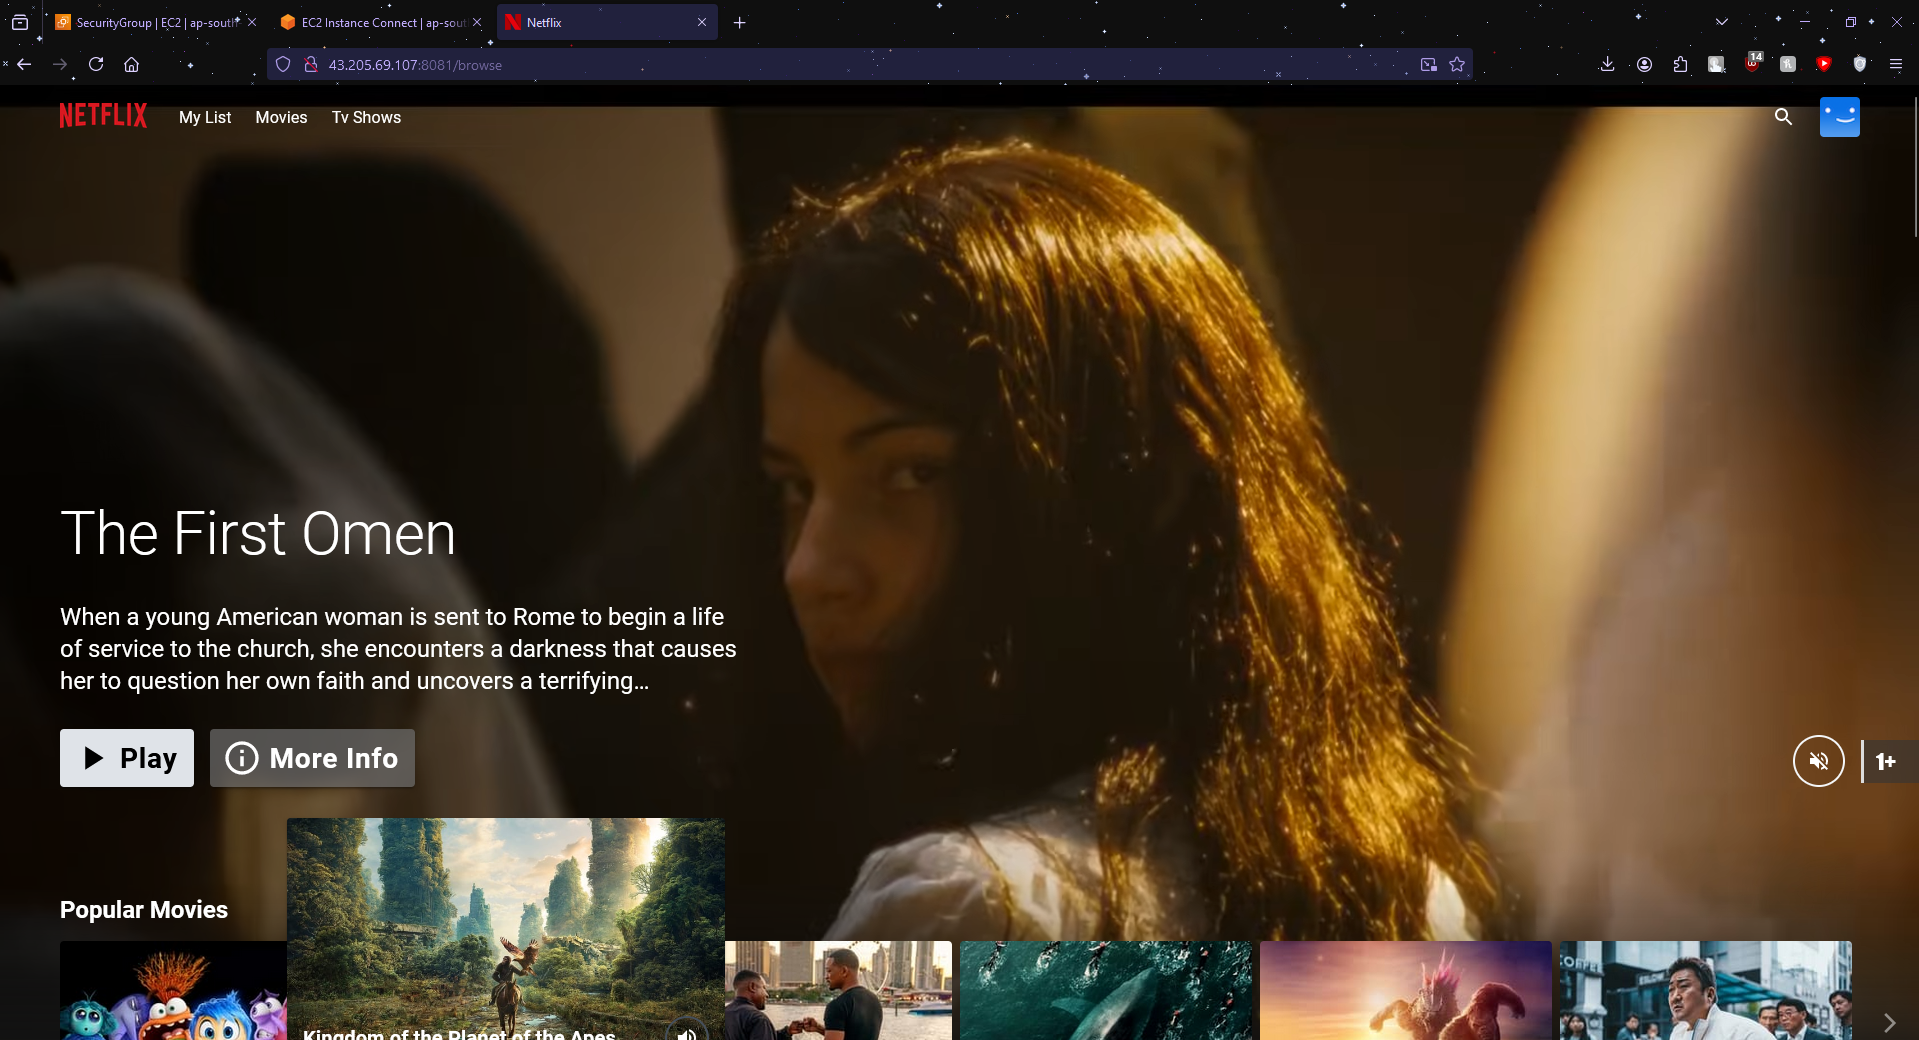 SecurityGroup | EC2 | ap-south
EC2 Instance Connect | ap-sout
Netflix
43.205.69.107:8081/browse
14
NETFLIX
My List
Movies
Tv Shows
The First Omen
When a young American woman is sent to Rome to begin a life
of service to the church, she encounters a darkness that causes
her to question her own faith and uncovers a terrifying…
Play
More Info
1+
Popular Movies
Kingdom of the Planet of the Apes